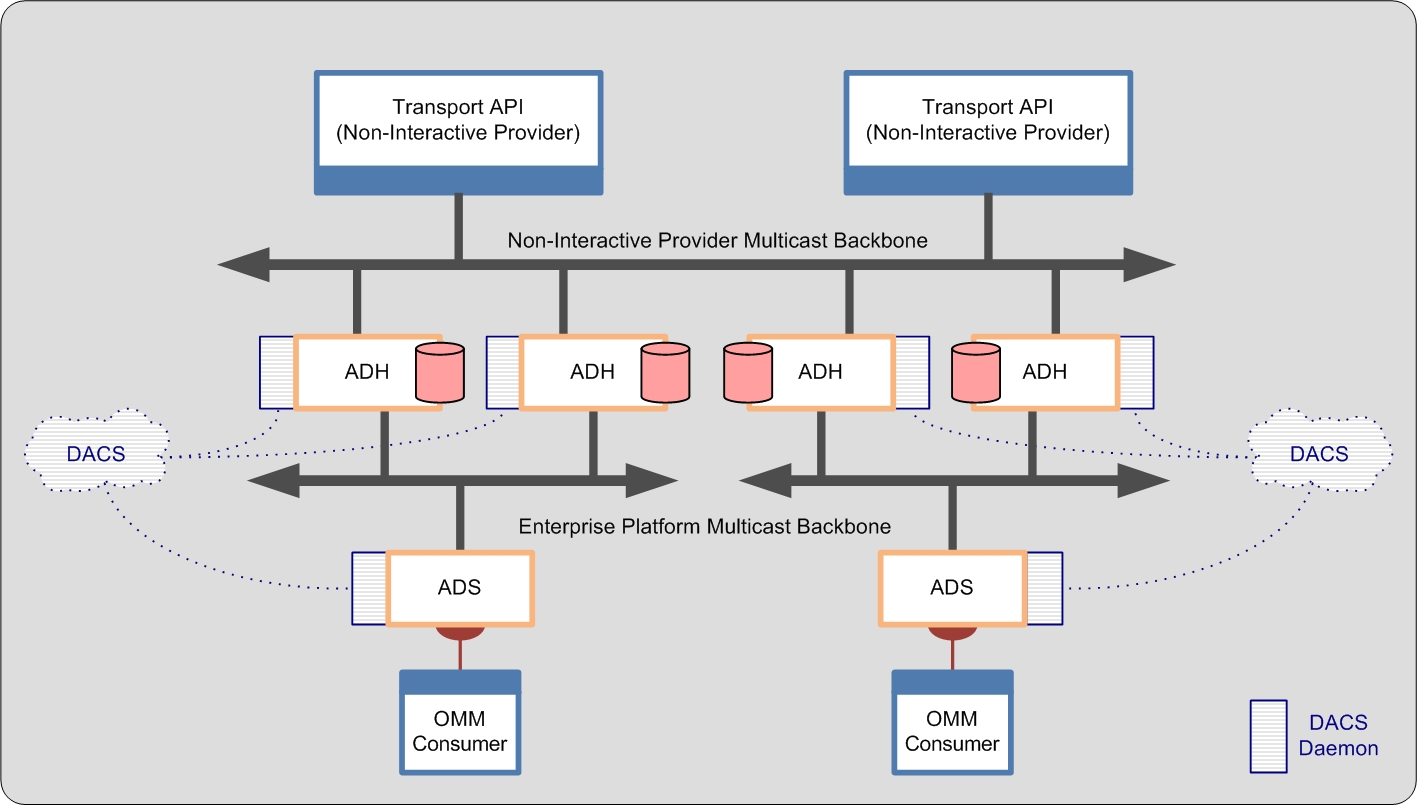 Transport API
(Non-Interactive Provider)
Transport API
(Non-Interactive Provider)
Non-Interactive Provider Multicast Backbone
ADH
ADH
ADH
ADH
DACS
DACS
Enterprise Platform Multicast Backbone
ADS
ADS
OMM
Consumer
OMM
Consumer
DACS
Daemon